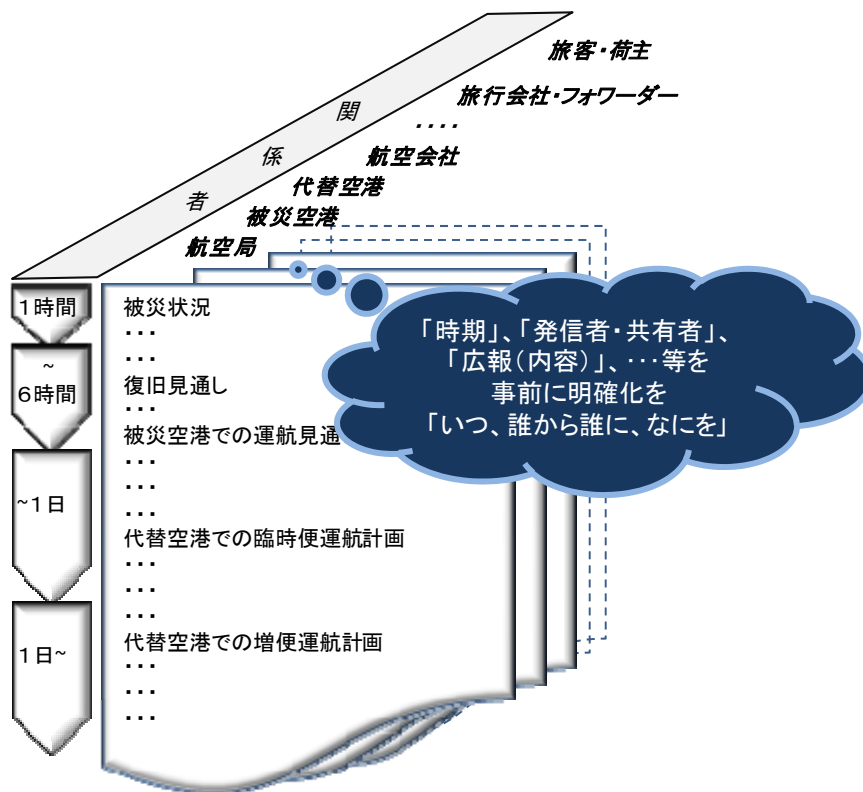 旅客・荷主
旅行会社・フォワーダー
‥‥
航空会社
代替空港
被災空港
航空局
関係者
1時間
~
6時間
~1日
1日~
被災状況
・・・
・・・
復旧見通し
・・・
被災空港での運航見通
・・・
・・・
・・・
代替空港での臨時便運航計画
・・・
・・・
・・・
代替空港での増便運航計画
・・・
・・・
・・・
「時期」、「発信者・共有者」、
「広報(内容)」、・・・等を
事前に明確化を
「いつ、誰から誰に、なにを」